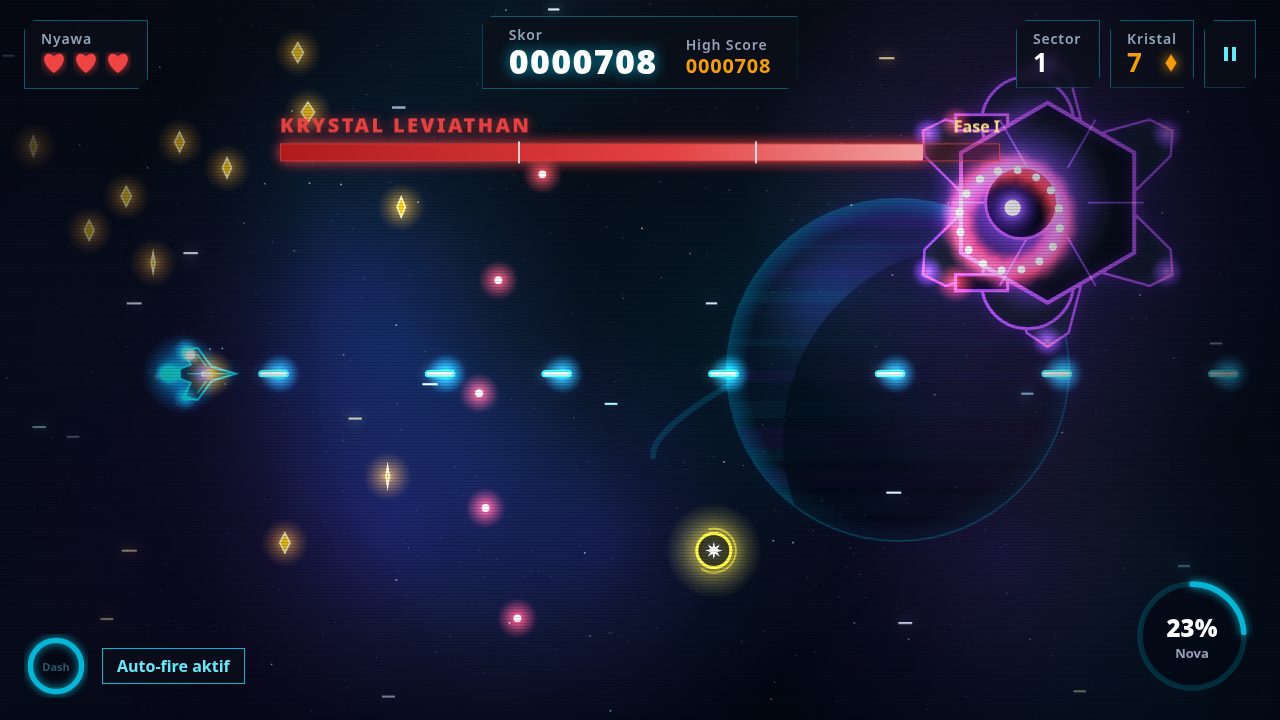 Nyawa
Skor
0000708
High Score
0000708
Sector
1
Kristal
7
KRYSTAL LEVIATHAN
Fase I
Dash
Auto-fire aktif
23%
Nova